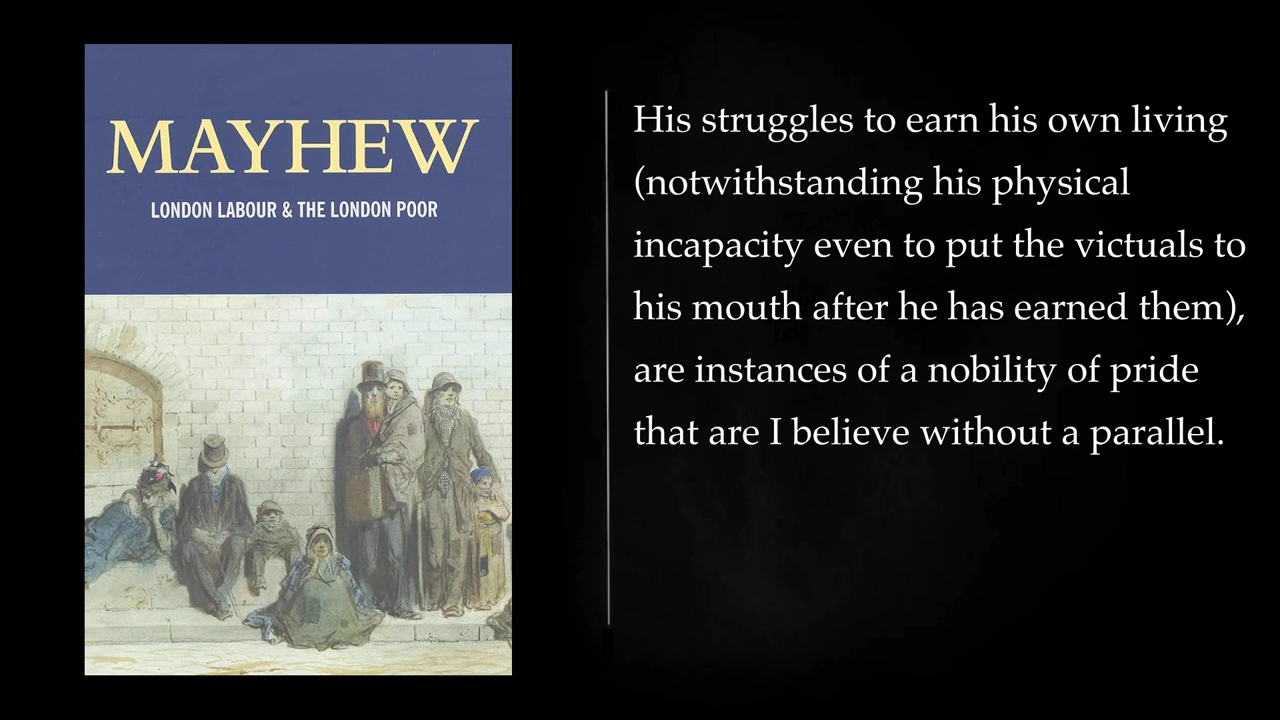 MAYHEW
LONDON LABOUR & THE LONDON POOR
His struggles to earn his own living
(notwithstanding his physical
incapacity even to put the victuals to
his mouth after he has earned them),
are instances of a nobility of pride
that are I believe without a parallel.